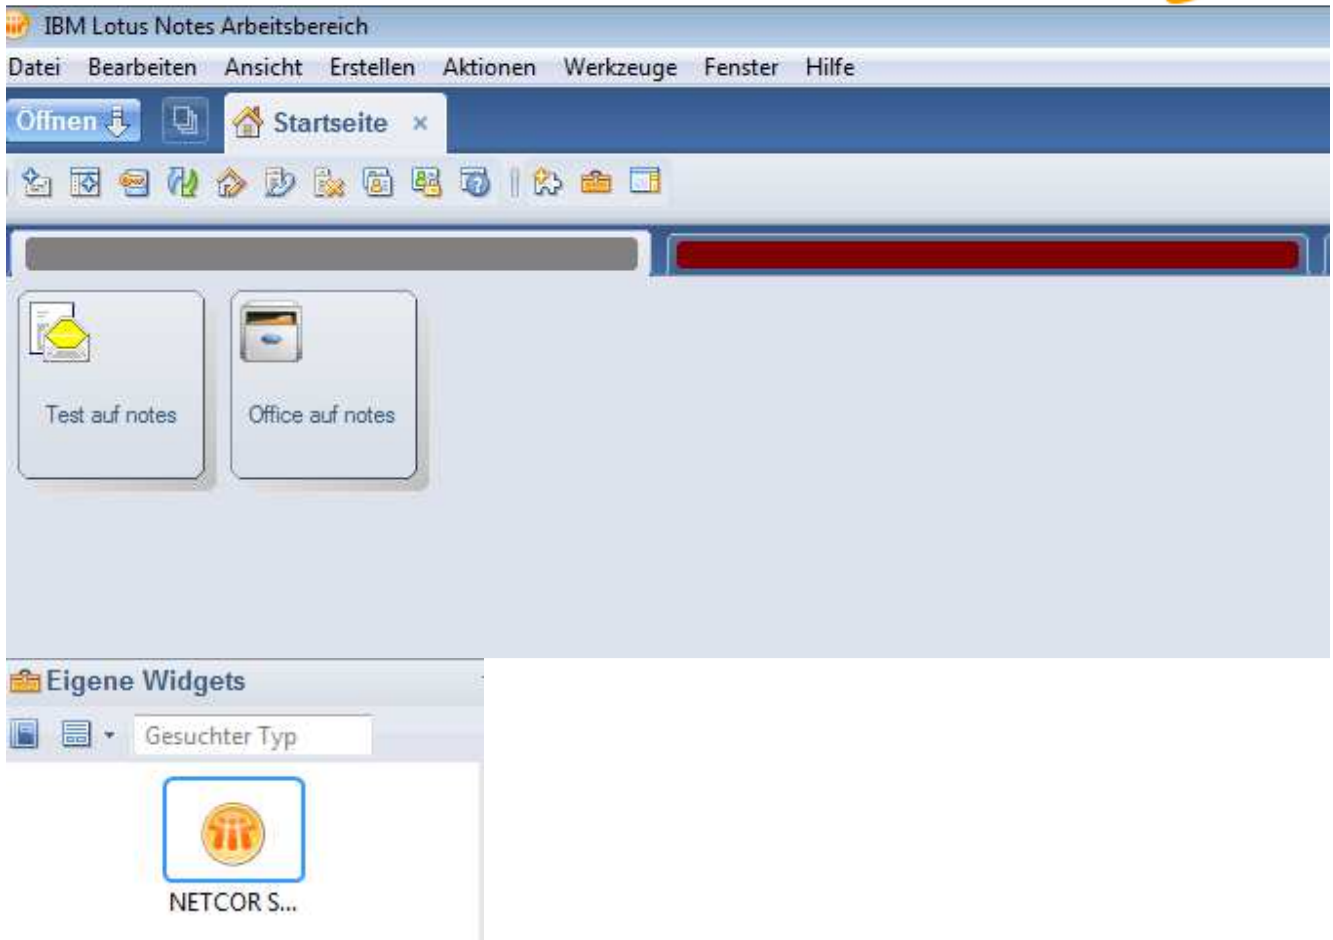 IBM Lotus Notes Arbeitsbereich
Datei Bearbeiten Ansicht Erstellen Aktionen Werkzeuge Fenster Hilfe
Öffnen Startseite ×
Test auf notes Office auf notes
Eigene Widgets
Gesuchter Typ
NETCOR S...